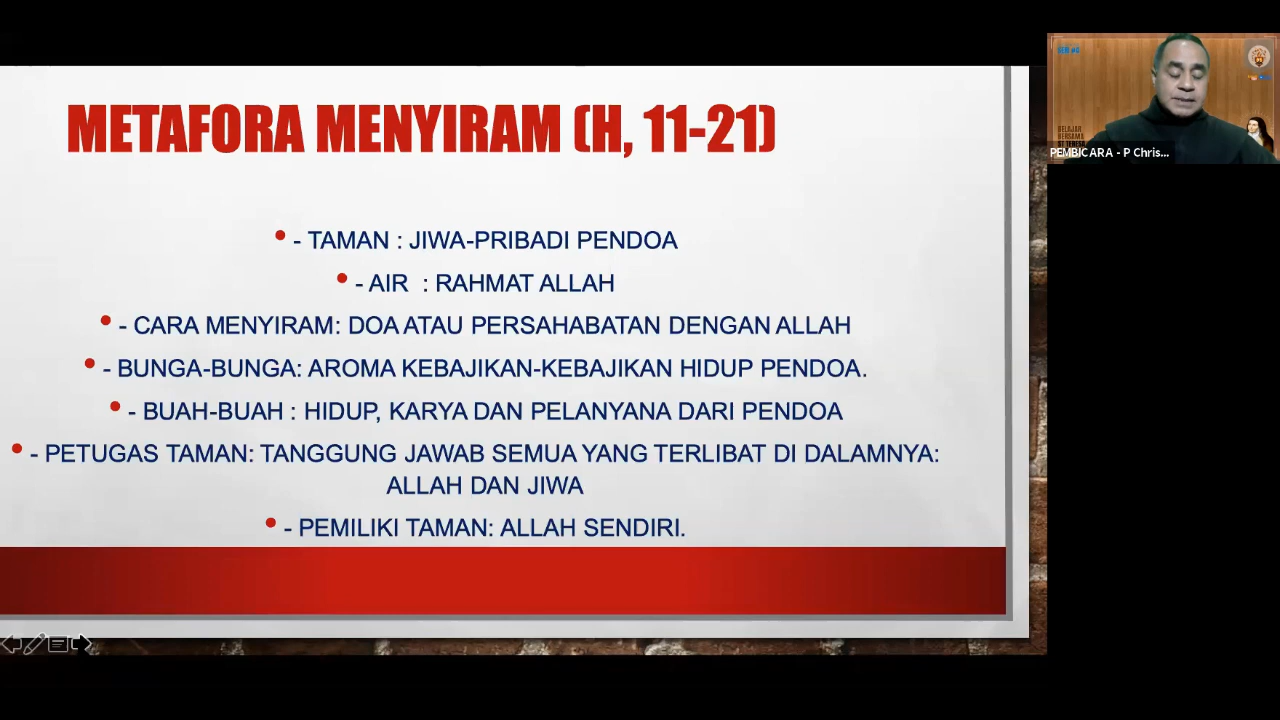 METAFORA MENYIRAM (H, 11-21)
• - TAMAN : JIWA-PRIBADI PENDOA
• - AIR  : RAHMAT ALLAH
• - CARA MENYIRAM: DOA ATAU PERSAHABATAN DENGAN ALLAH
• - BUNGA-BUNGA: AROMA KEBAJIKAN-KEBAJIKAN HIDUP PENDOA.
• - BUAH-BUAH : HIDUP, KARYA DAN PELANYANA DARI PENDOA
• - PETUGAS TAMAN: TANGGUNG JAWAB SEMUA YANG TERLIBAT DI DALAMNYA:
ALLAH DAN JIWA
• - PEMILIKI TAMAN: ALLAH SENDIRI.
BELAJAR
BERSAMA
PEMBICARA - P Chris...